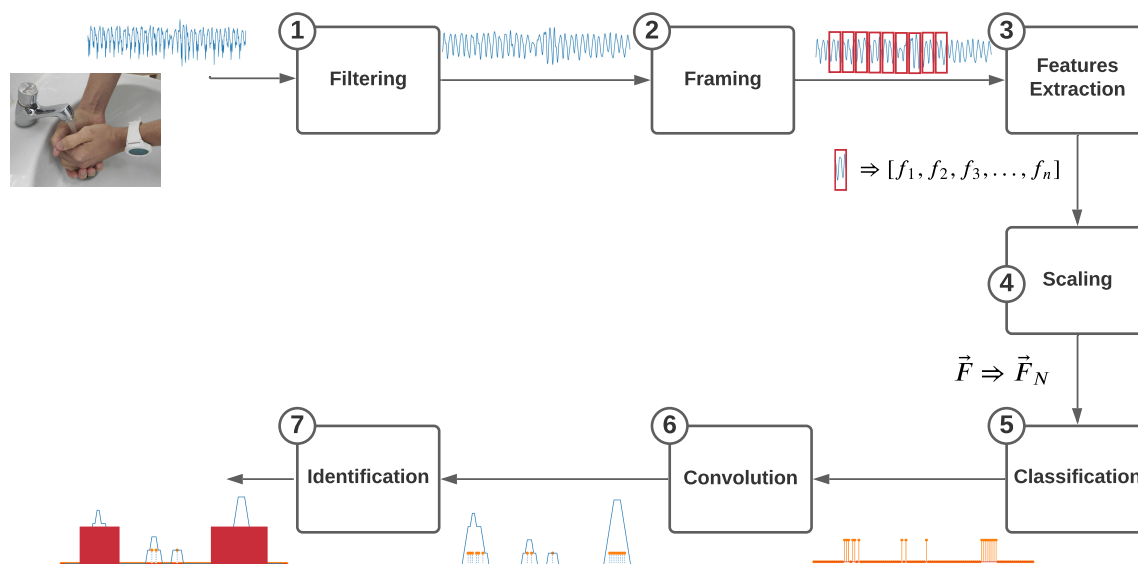 1
Filtering
2
Framing
3
Features
Extraction
⇒ [f₁, f₂, f₃, . . . , fₙ]
4
Scaling
F⃗ ⇒ F⃗_N
5
Classification
6
Convolution
7
Identification